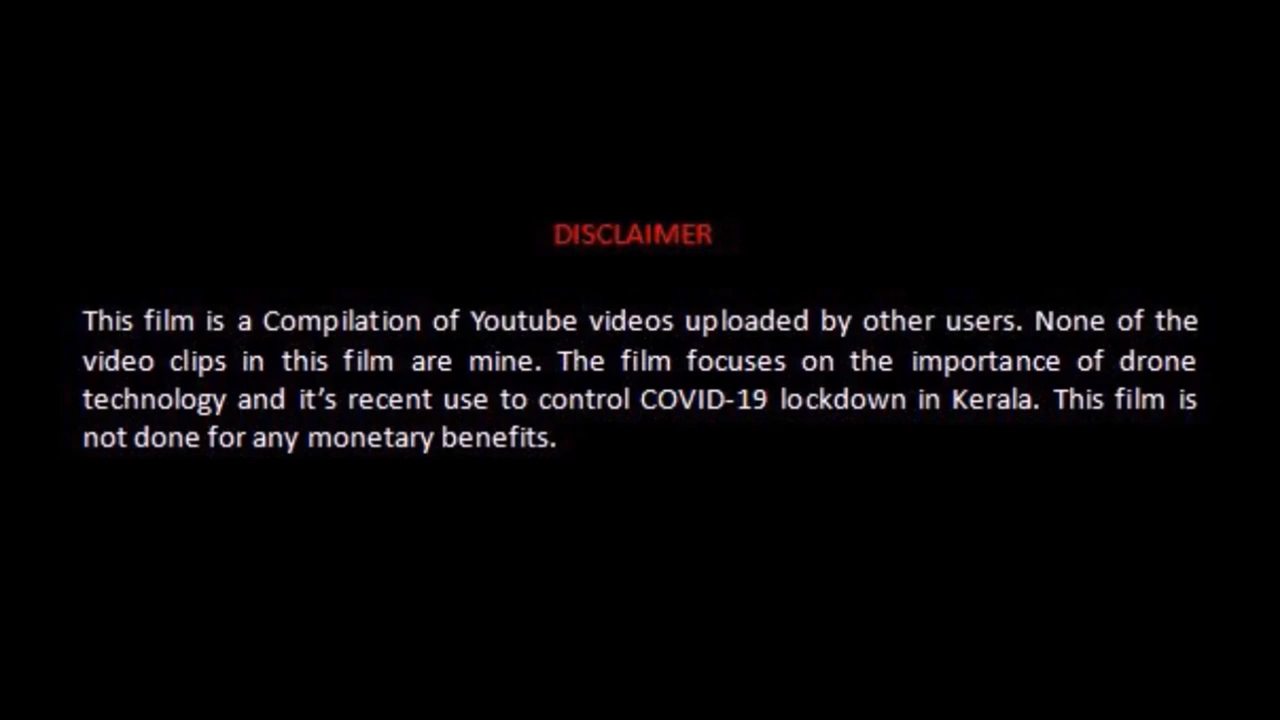 DISCLAIMER
This film is a Compilation of Youtube videos uploaded by other users. None of the
video clips in this film are mine. The film focuses on the importance of drone
technology and it’s recent use to control COVID-19 lockdown in Kerala. This film is
not done for any monetary benefits.